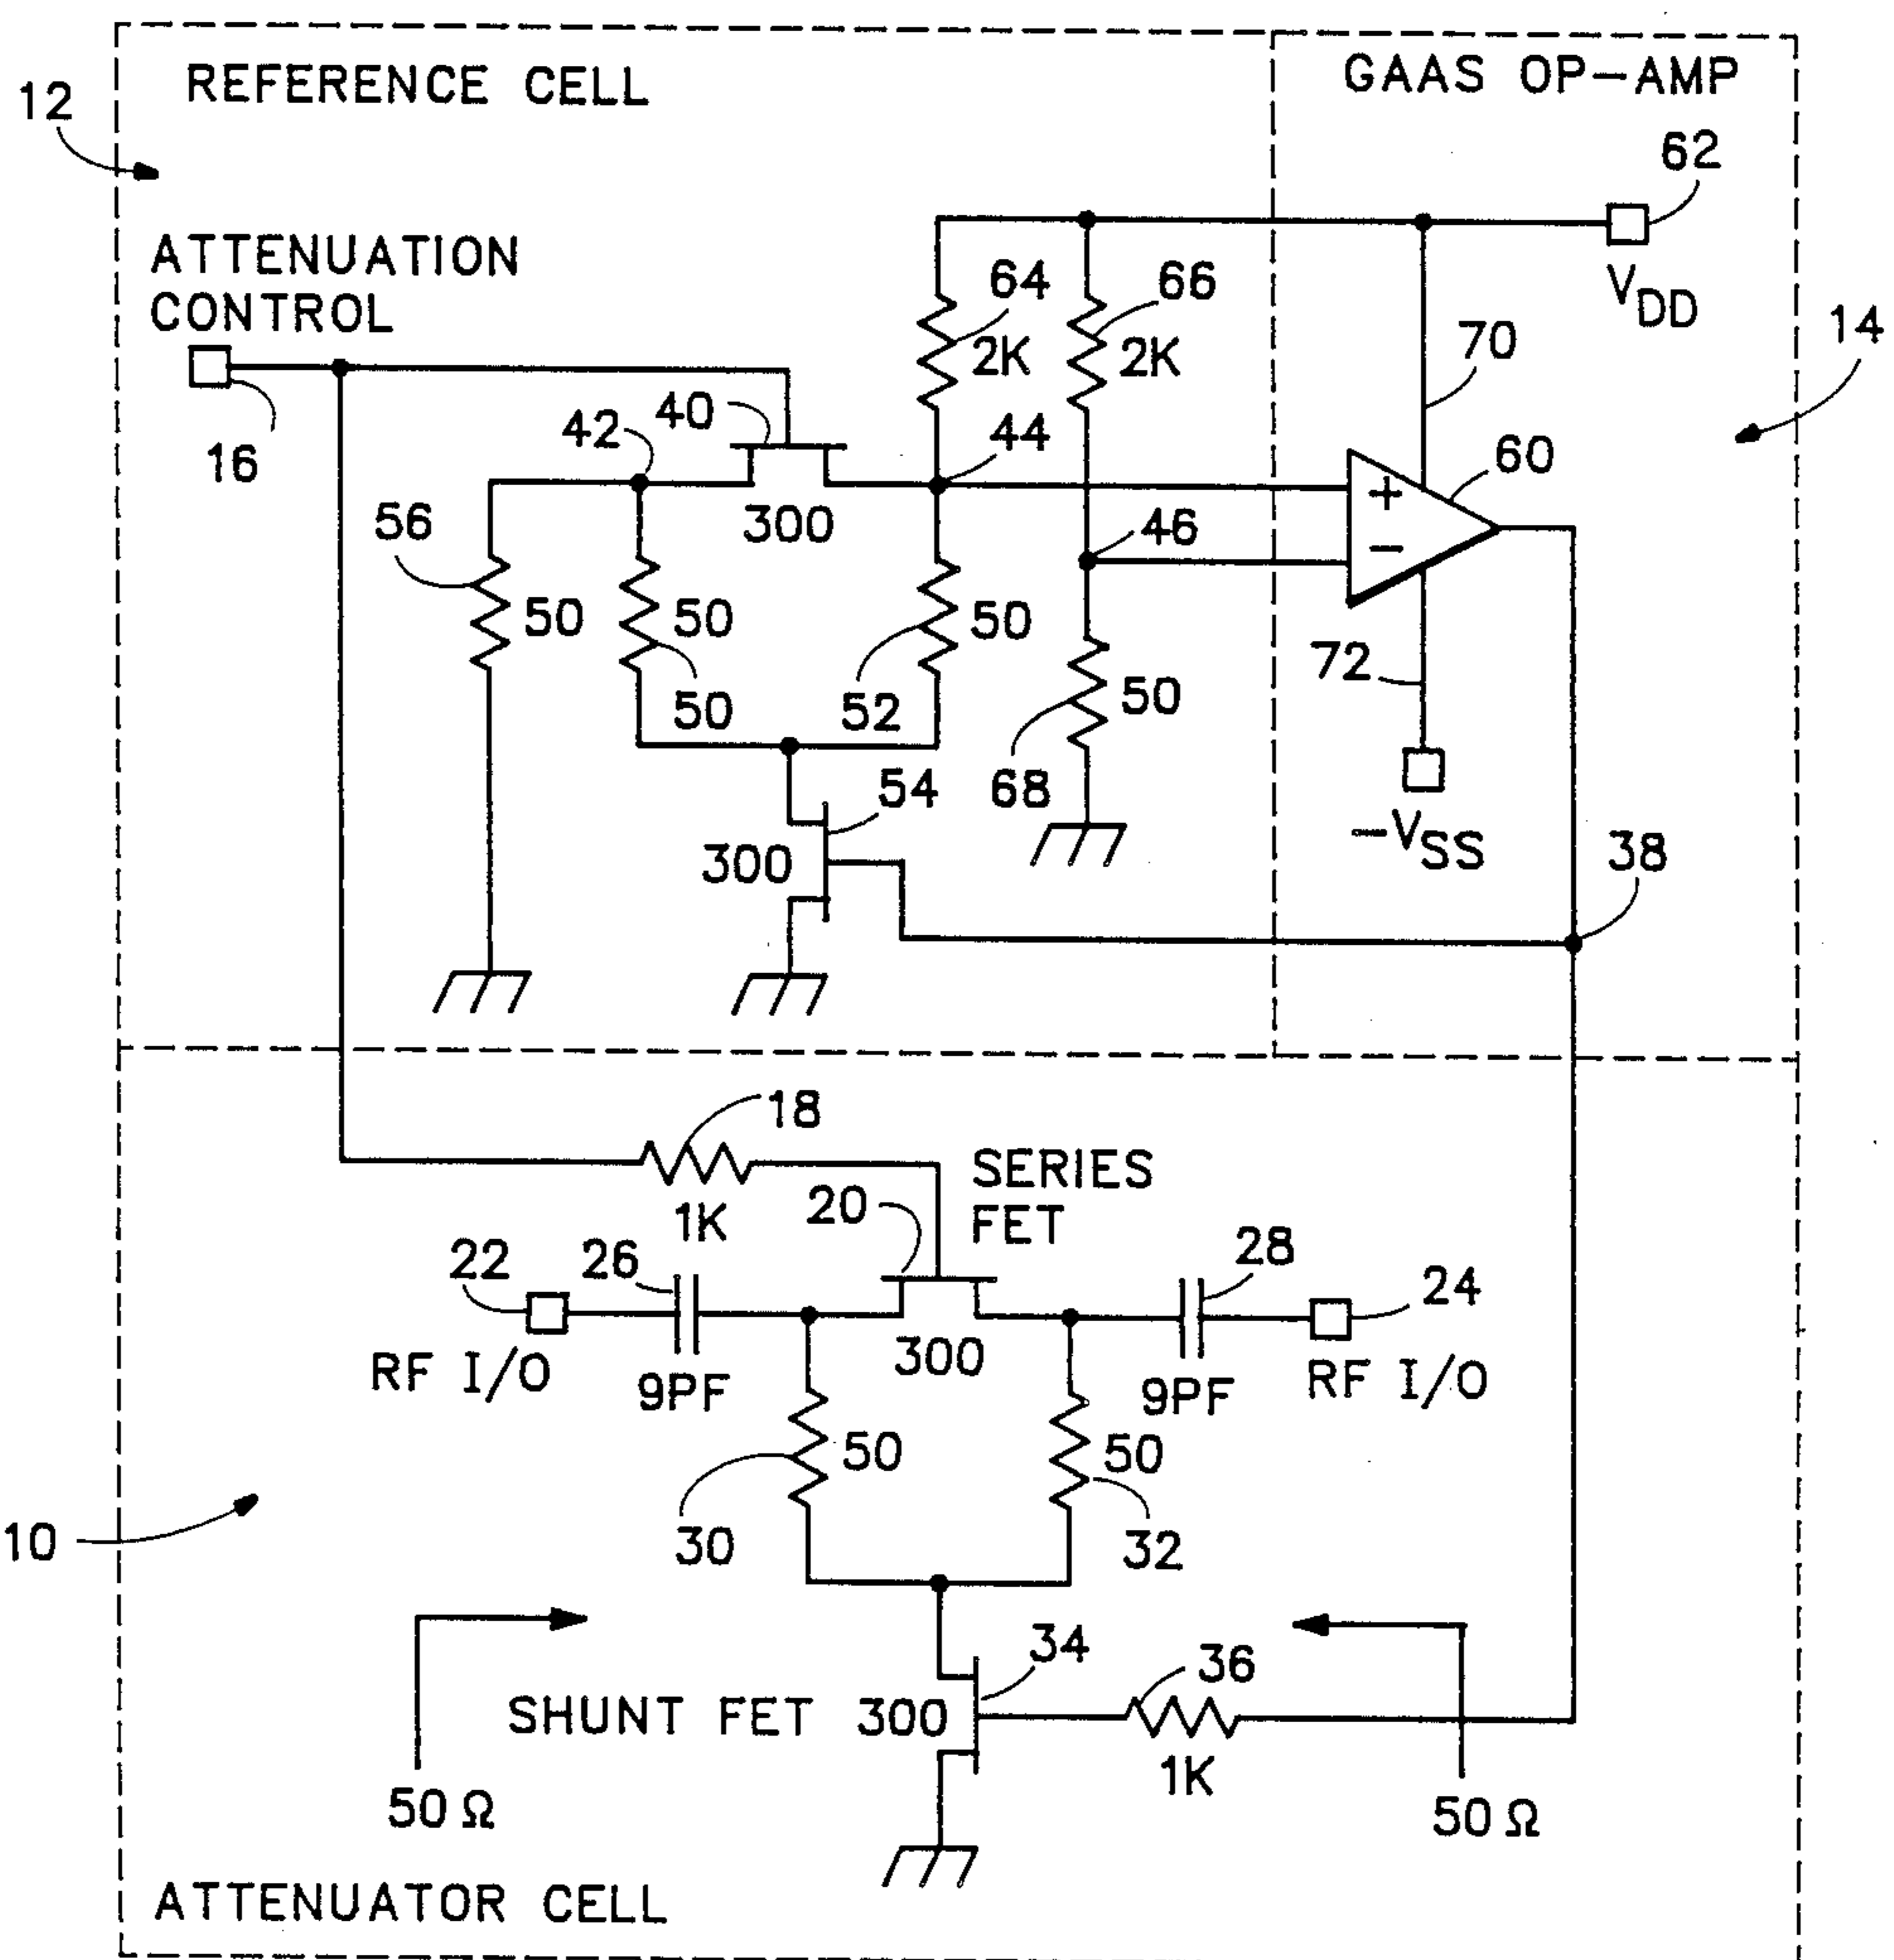 REFERENCE CELL
GAAS OP-AMP
12
62
ATTENUATION
CONTROL
VDD
64
66
2K
2K
70
14
16
42
40
44
60
300
+
56
46
−
50
50
50
50
72
50
52
68
54
300
-VSS
38
18
1K
SERIES
FET
20
22
26
28
24
RF I/O
9PF
300
9PF
RF I/O
50
50
30
32
10
34
36
SHUNT FET 300
1K
50 Ω
50 Ω
ATTENUATOR CELL